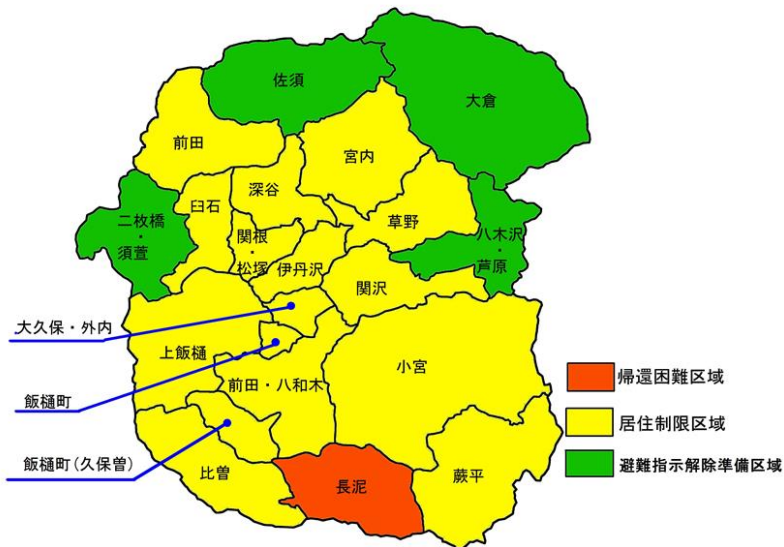 佐須
大倉
前田
宮内
深谷
臼石
草野
二枚橋
・
須萱
八木沢
・
芦原
関根
・
松塚
伊丹沢
関沢
大久保・外内
上飯樋
小宮
飯樋町
前田・八和木
帰還困難区域
居住制限区域
飯樋町(久保曽)
比曽
長泥
蕨平
避難指示解除準備区域